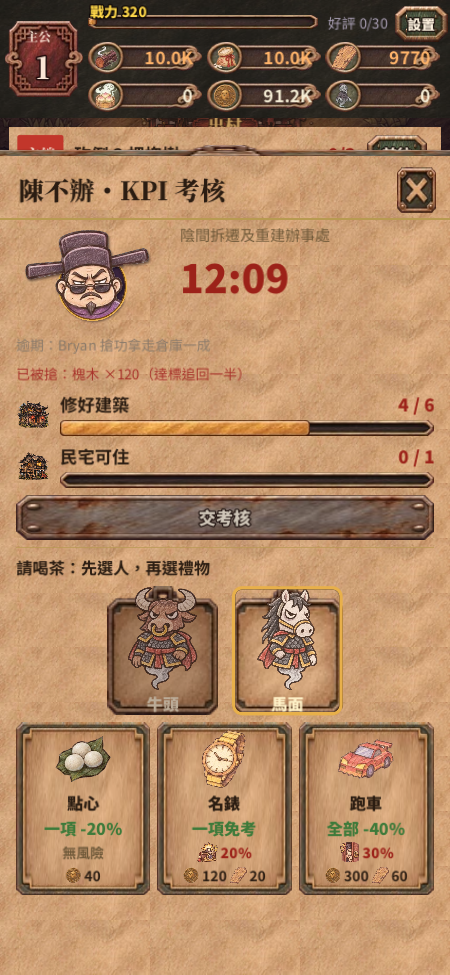 戰力.320
好評 0/30
設置
主公
1
10.0K
10.0K
9770
0
91.2K
0
陳不辦·KPI 考核
陰間拆遷及重建辦事處
12:09
逾期：Bryan 搶功拿走倉庫一成
已被搶：槐木 ×120（達標追回一半）
修好建築
4 / 6
民宅可住
0 / 1
交考核
請喝茶：先選人，再選禮物
牛頭
馬面
點心
一項 -20%
無風險
40
名錶
一項免考
20%
120
20
跑車
全部 -40%
30%
300
60